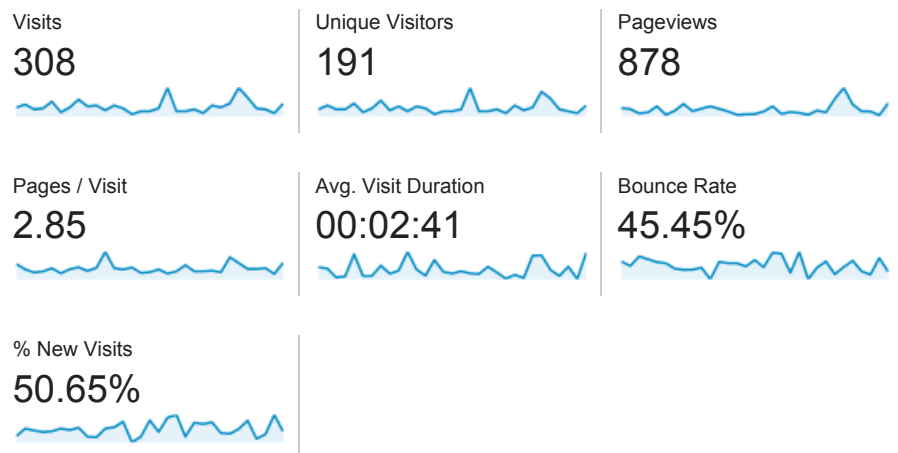 Visits
308
Unique Visitors
191
Pageviews
878
Pages / Visit
2.85
Avg. Visit Duration
00:02:41
Bounce Rate
45.45%
% New Visits
50.65%